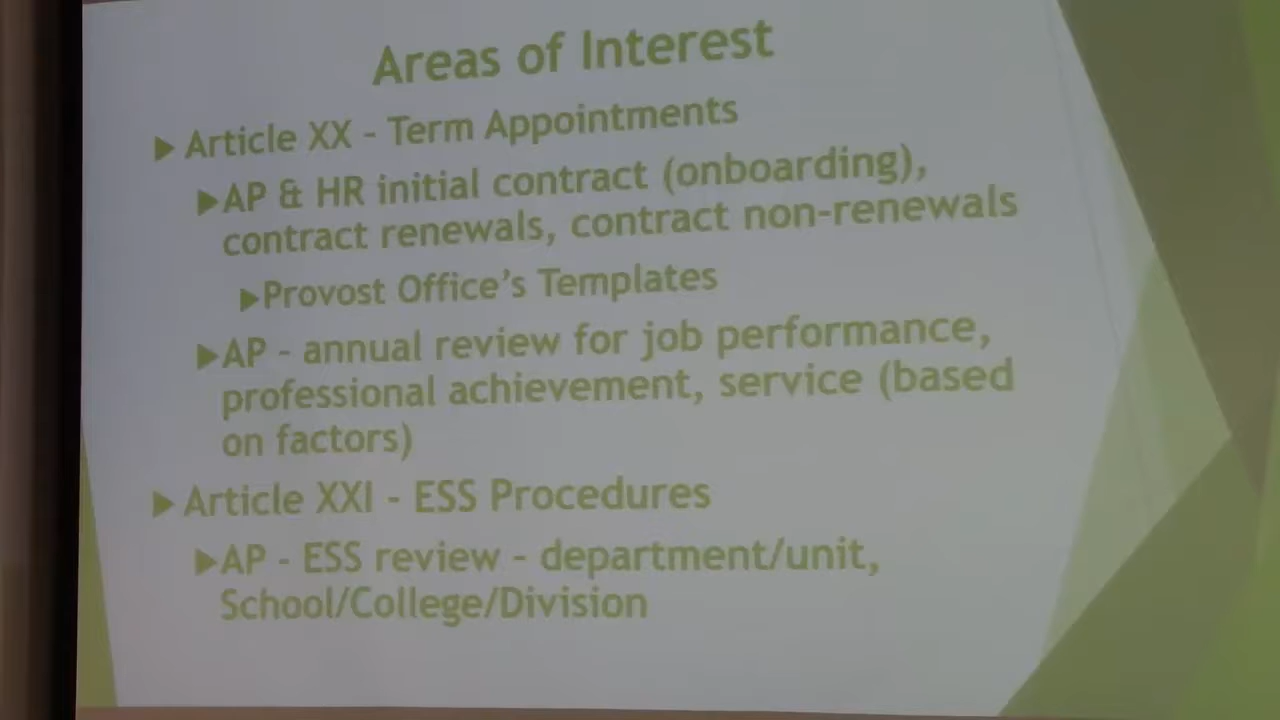 Areas of Interest
Article XX - Term Appointments
AP & HR initial contract (onboarding),
contract renewals, contract non-renewals
Provost Office's Templates
AP - annual review for job performance,
professional achievement, service (based
on factors)
Article XXI - ESS Procedures
AP - ESS review - department/unit,
School/College/Division